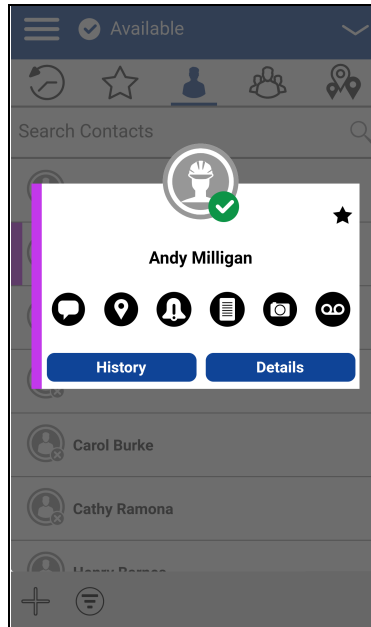 Available
Search Contacts
Andy Milligan
History
Details
Carol Burke
Cathy Ramona